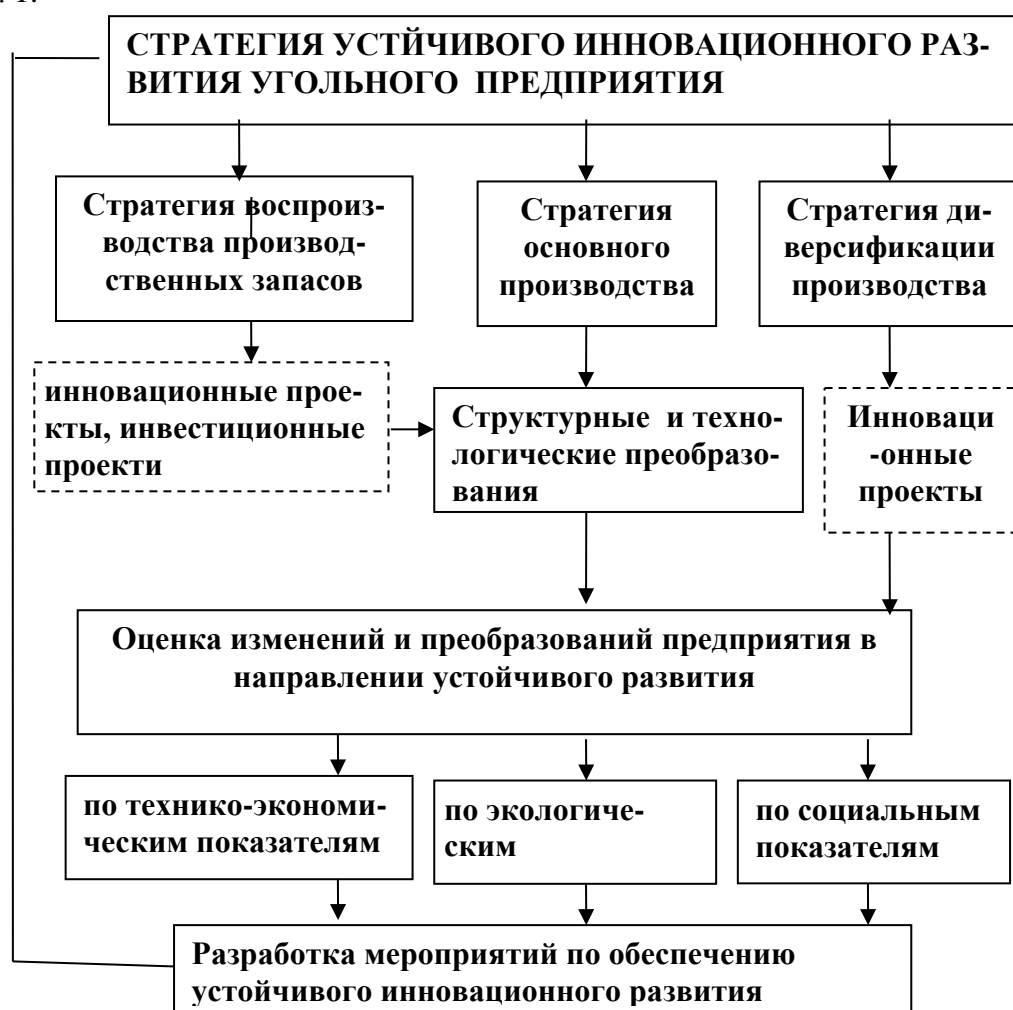 СТРАТЕГИЯ УСТЙЧИВОГО ИННОВАЦИОННОГО РАЗ-
ВИТИЯ УГОЛЬНОГО ПРЕДПРИЯТИЯ
Стратегия воспроиз-
водства производ-
ственных запасов
Стратегия
основного
производства
Стратегия ди-
версификации
производства
инновационные прое-
кты, инвестиционные
проекти
Структурные и техно-
логические преобразо-
вания
Инноваци
-онные
проекты
Оценка изменений и преобразований предприятия в
направлении устойчивого развития
по технико-экономи-
ческим показателям
по экологиче-
ским
по социальным
показателям
Разработка мероприятий по обеспечению
устойчивого инновационного развития